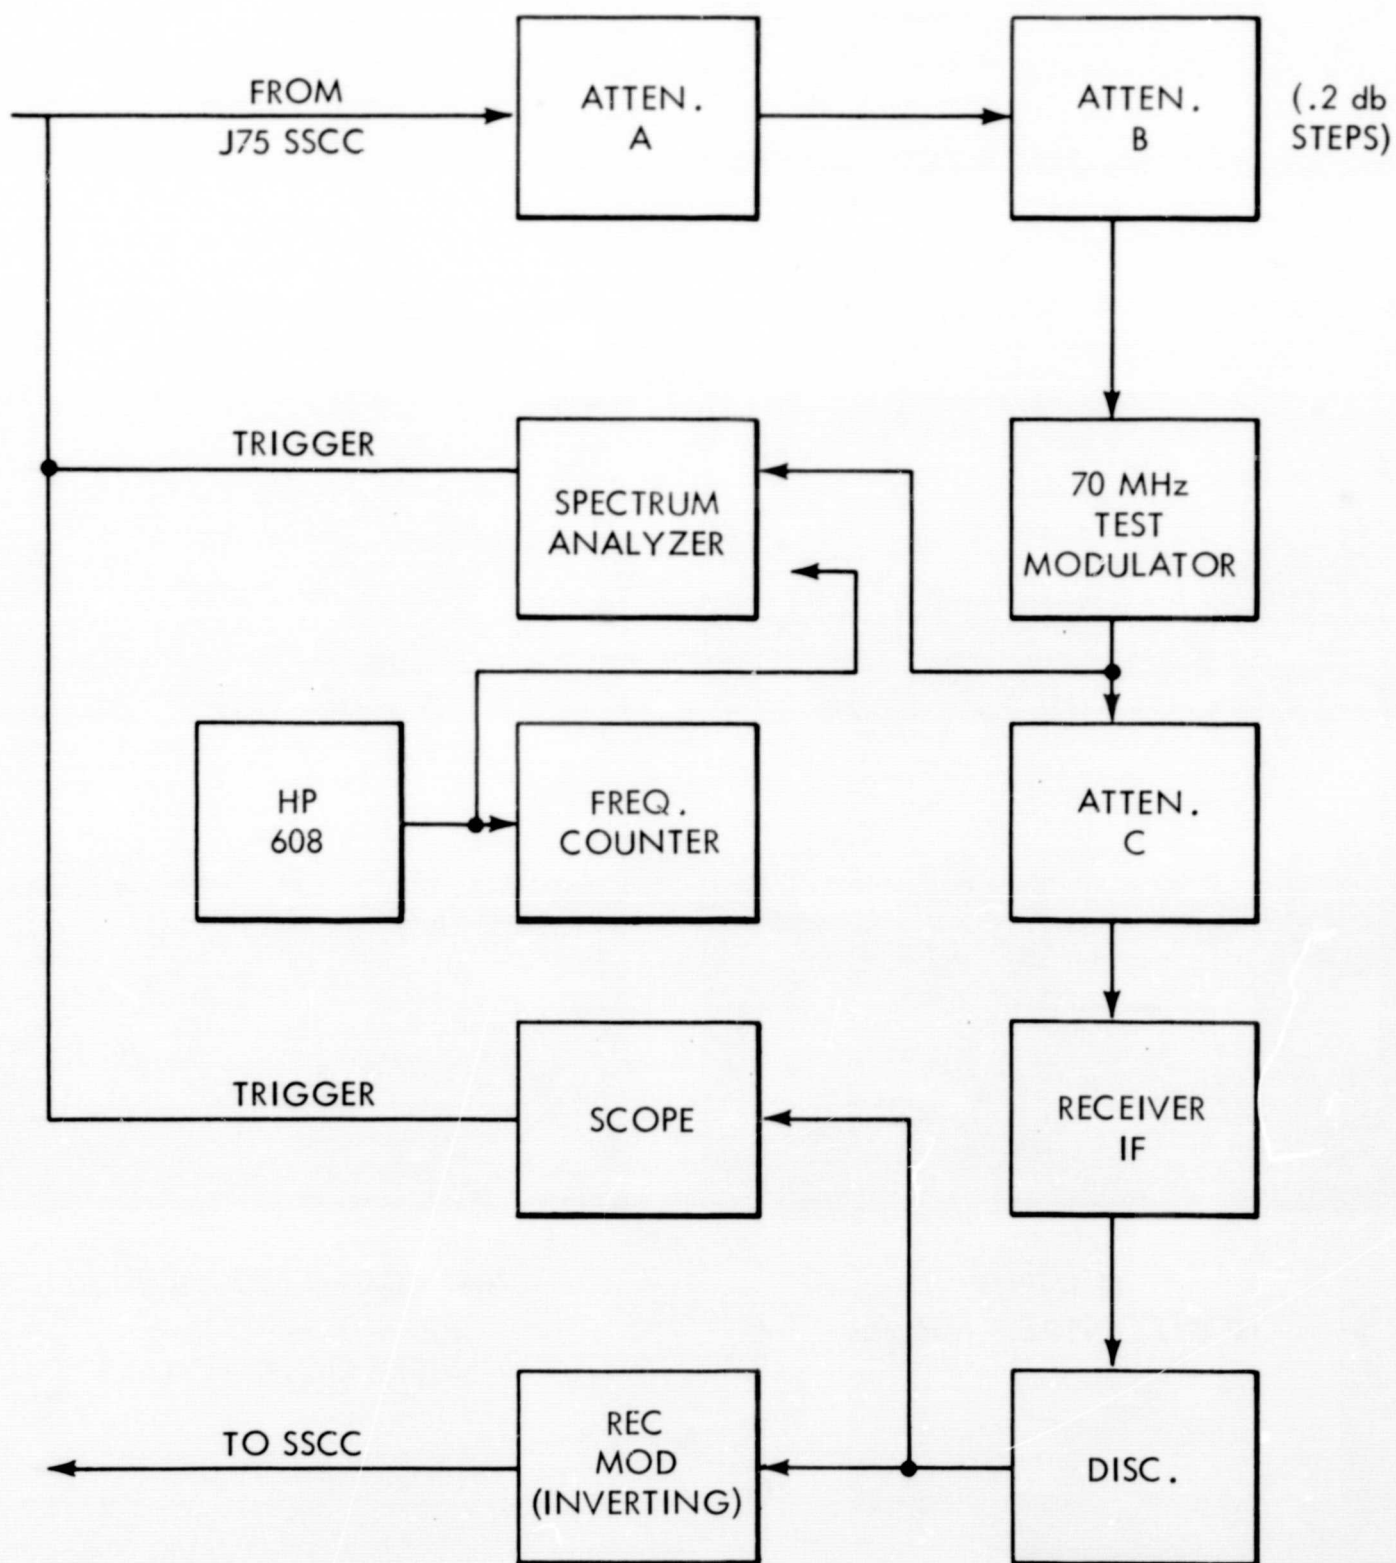 FROM
J75 SSCC
ATTEN.
A
ATTEN.
B
(.2 db
STEPS)
TRIGGER
SPECTRUM
ANALYZER
70 MHz
TEST
MODULATOR
HP
608
FREQ.
COUNTER
ATTEN.
C
TRIGGER
SCOPE
RECEIVER
IF
TO SSCC
REC
MOD
(INVERTING)
DISC.